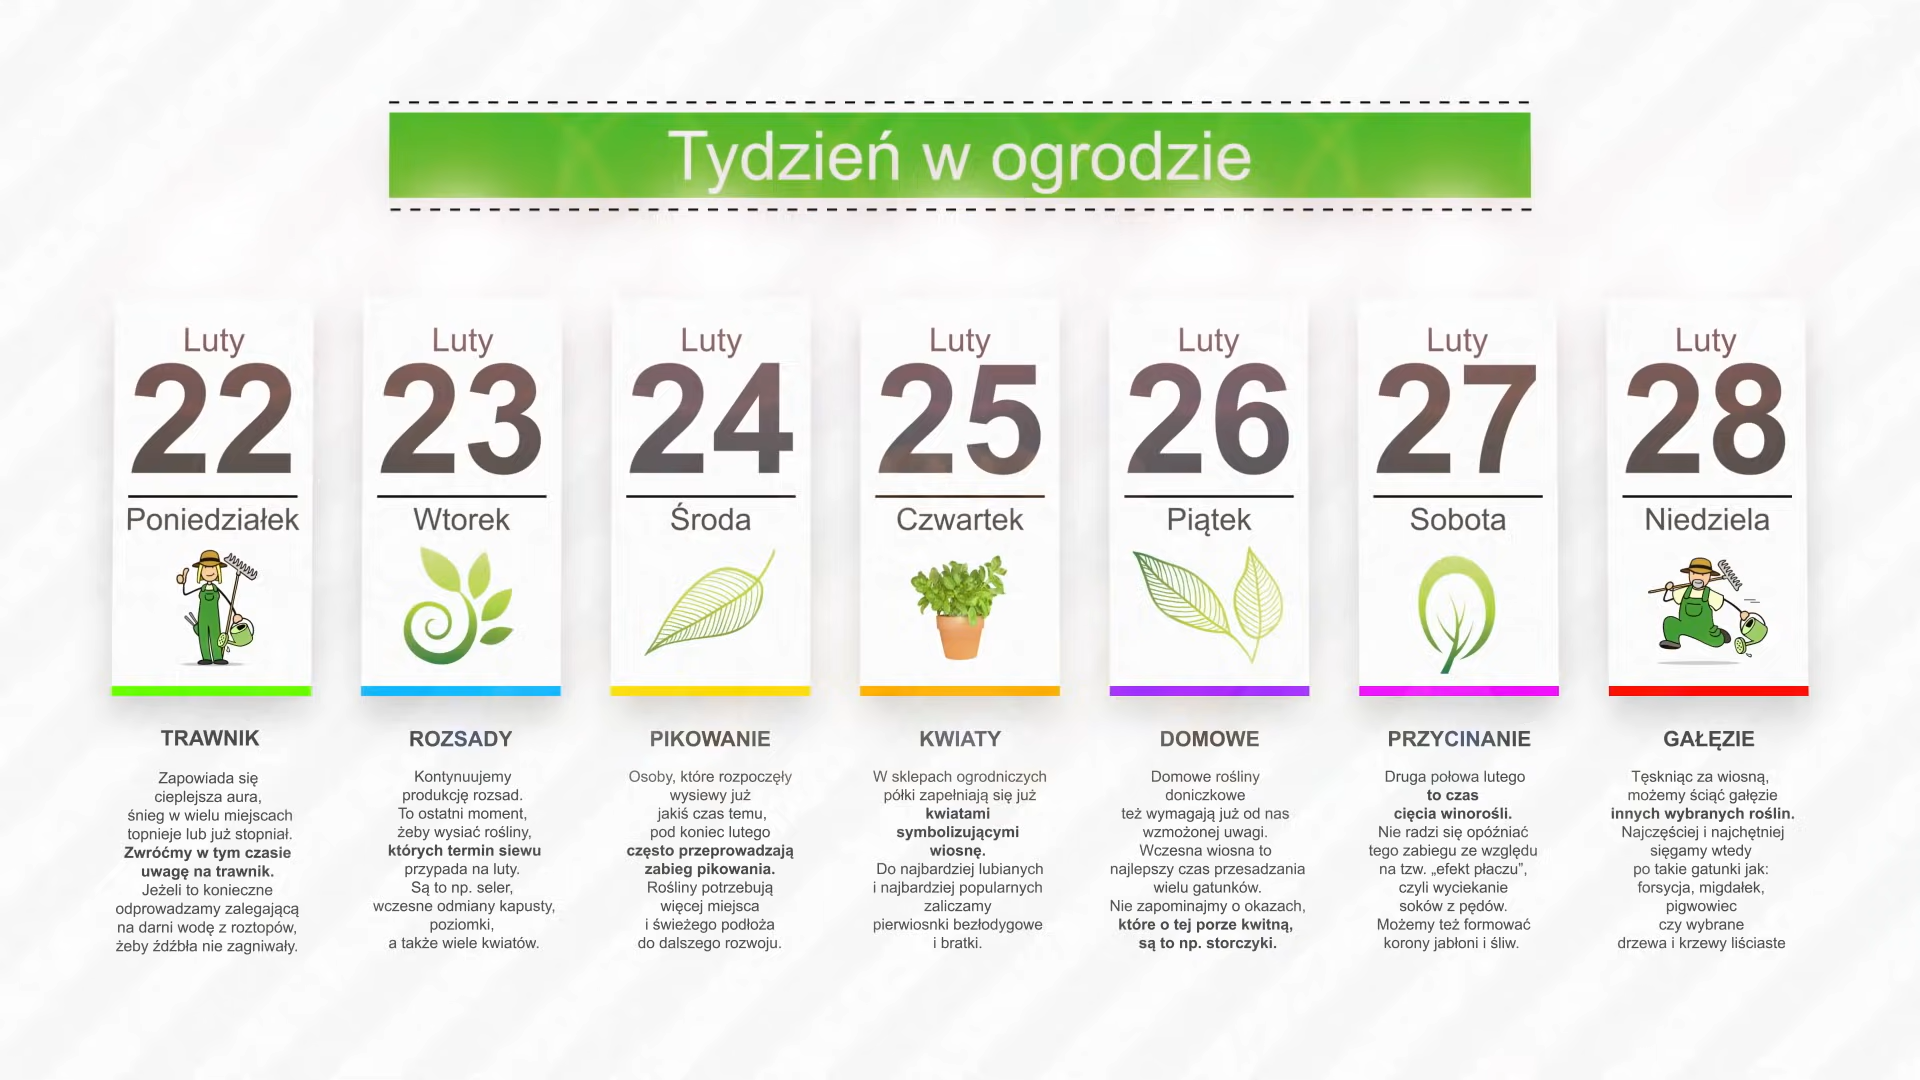 Tydzień w ogrodzie
Luty
22
Poniedziałek
TRAWNIK
Zapowiada się
cieplejsza aura,
śnieg w wielu miejscach
topnieje lub już stopniał.
Zwróćmy w tym czasie
uwagę na trawnik.
Jeżeli to konieczne
odprowadzamy zalegającą
na darni wodę z roztopów,
żeby źdźbła nie zagniwały.
Luty
23
Wtorek
ROZSADY
Kontynuujemy
produkcję rozsad.
To ostatni moment,
żeby wysiać rośliny,
których termin siewu
przypada na luty.
Są to np. seler,
wczesne odmiany kapusty,
poziomki,
a także wiele kwiatów.
Luty
24
Środa
PIKOWANIE
Osoby, które rozpoczęły
wysiewy już
jakiś czas temu,
pod koniec lutego
często przeprowadzają
zabieg pikowania.
Rośliny potrzebują
więcej miejsca
i świeżego podłoża
do dalszego rozwoju.
Luty
25
Czwartek
KWIATY
W sklepach ogrodniczych
półki zapełniają się już
kwiatami
symbolizującymi
wiosnę.
Do najbardziej lubianych
i najbardziej popularnych
zaliczamy
pierwiosnki bezłodygowe
i bratki.
Luty
26
Piątek
DOMOWE
Domowe rośliny
doniczkowe
też wymagają już od nas
wzmożonej uwagi.
Wczesna wiosna to
najlepszy czas przesadzania
wielu gatunków.
Nie zapominajmy o okazach,
które o tej porze kwitną,
są to np. storczyki.
Luty
27
Sobota
PRZYCINANIE
Druga połowa lutego
to czas
cięcia winorośli.
Nie radzi się opóźniać
tego zabiegu ze względu
na tzw. „efekt płaczu”,
czyli wyciekanie
soków z pędów.
Możemy też formować
korony jabłoni i śliw.
Luty
28
Niedziela
GAŁĘZIE
Tęskniąc za wiosną,
możemy ściąć gałęzie
innych wybranych roślin.
Najczęściej i najchętniej
sięgamy wtedy
po takie gatunki jak:
forsycja, migdałek,
pigwowiec
czy wybrane
drzewa i krzewy liściaste